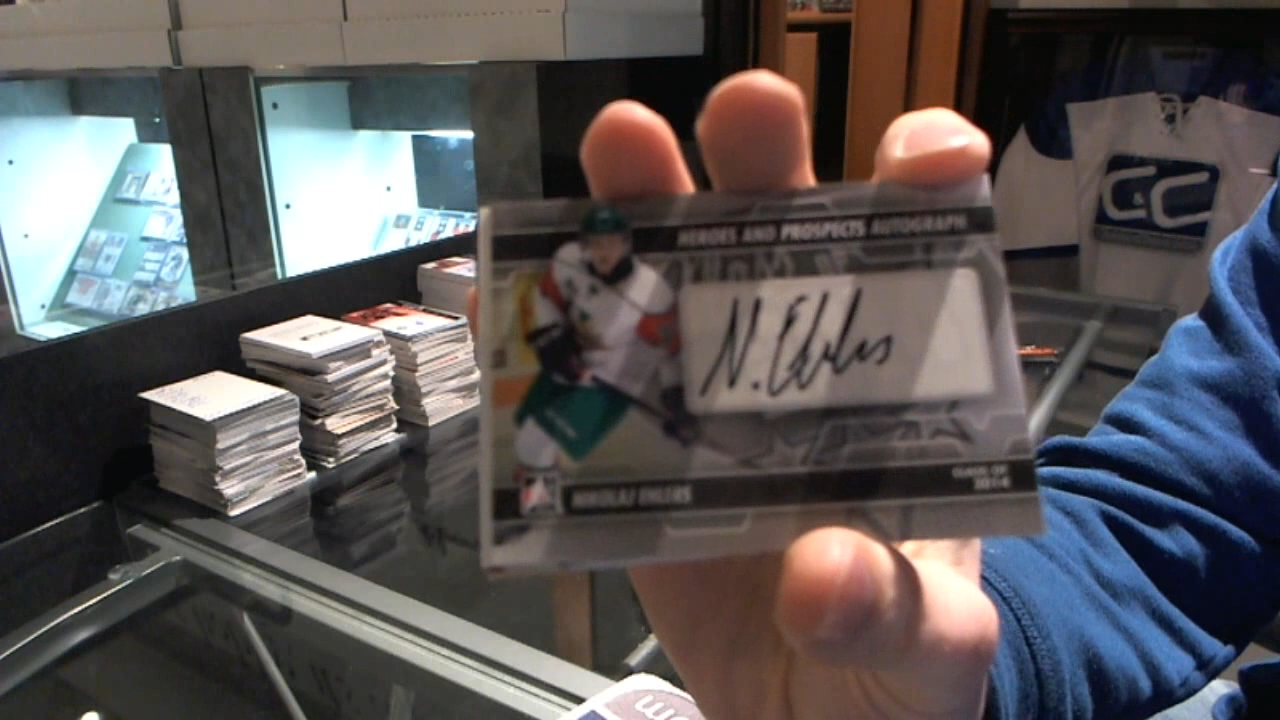 HEROES AND PROSPECTS AUTOGRAPH
N. Ehlers
NIKOLAJ EHLERS
CLASS OF
2014
C&C